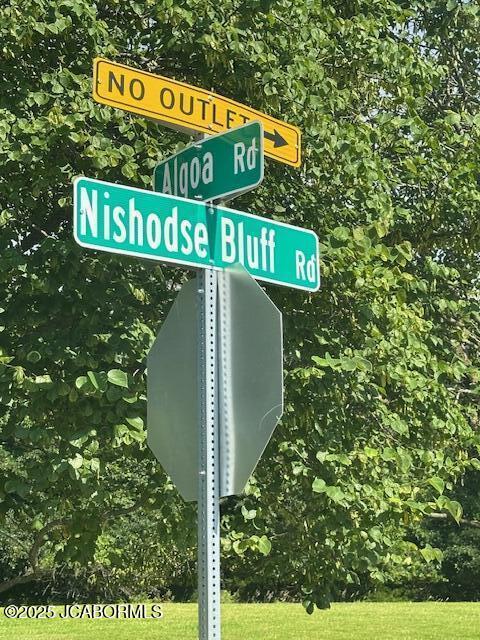 NO OUTLET
Algoa Rd
Nishodse Bluff Rd
©2025 JCABORMLS